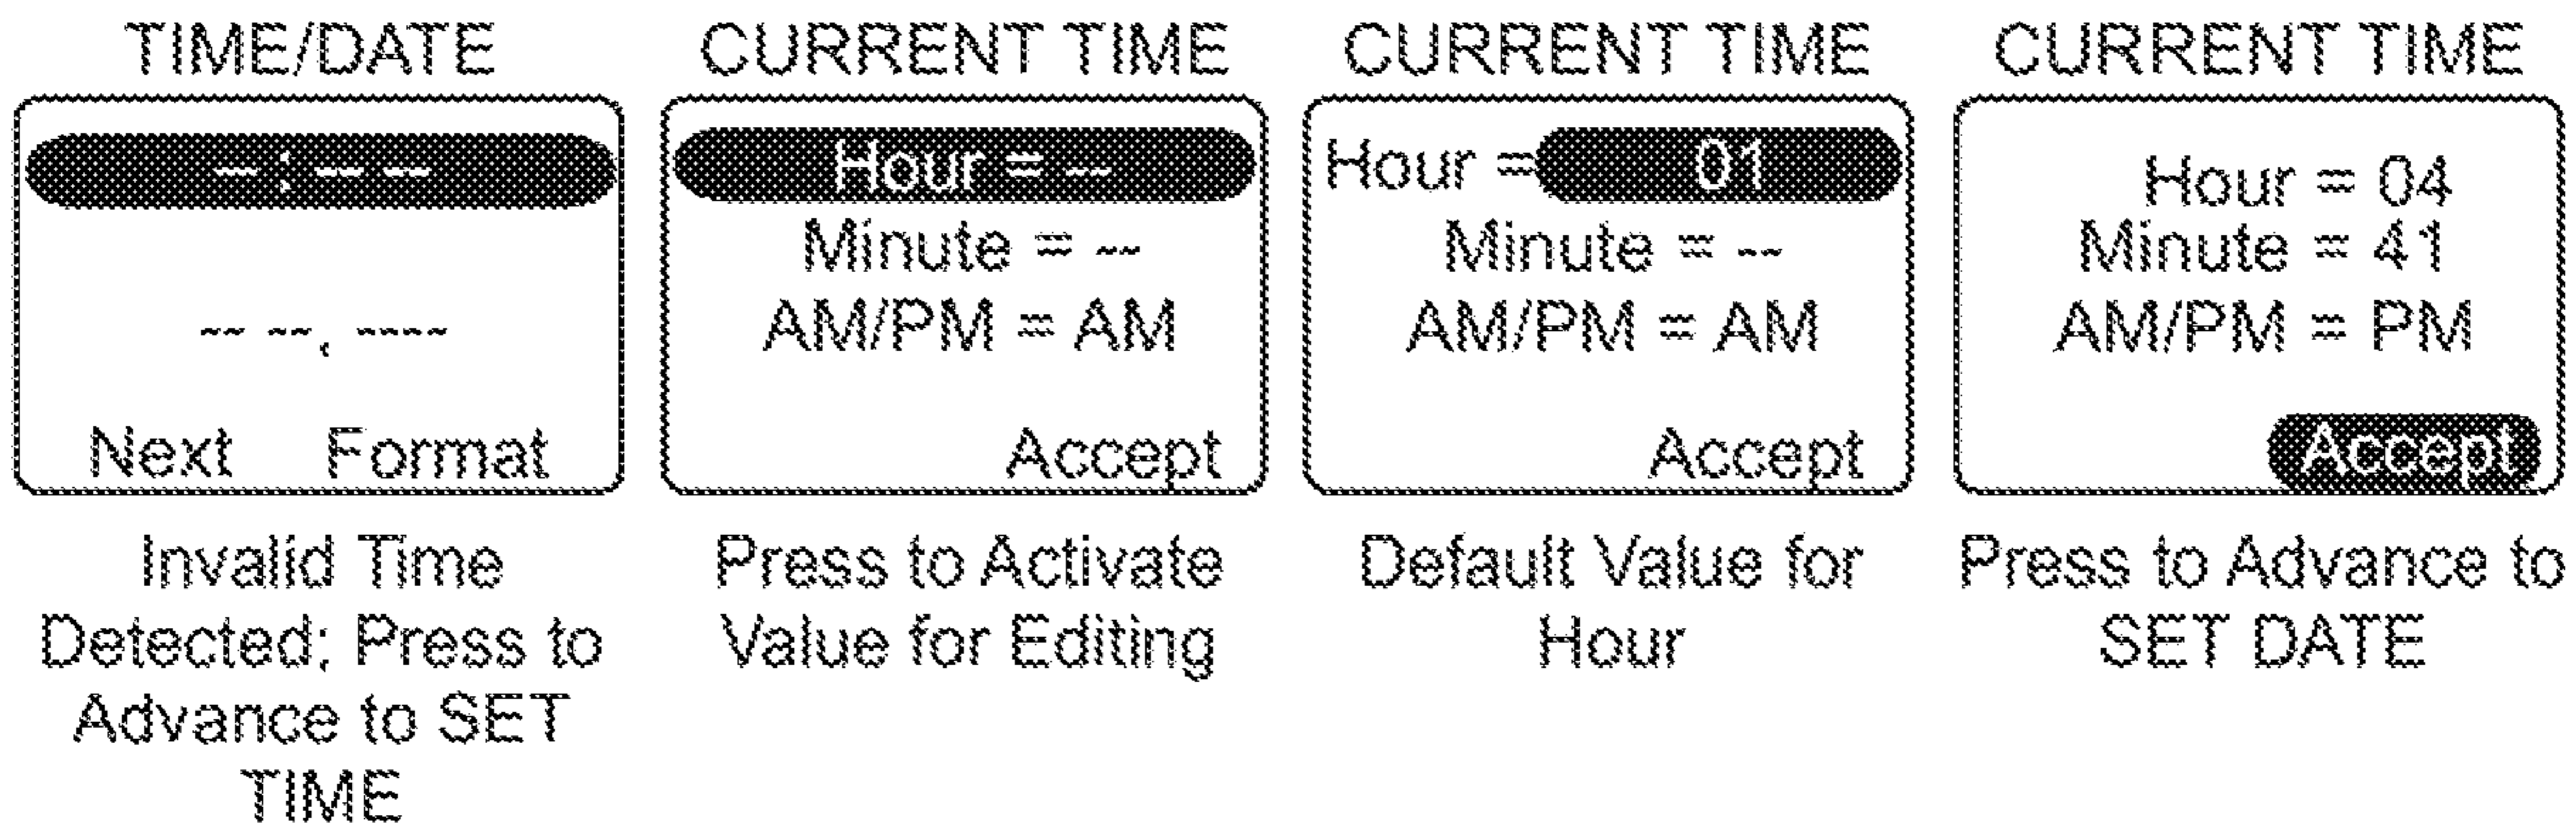 TIME/DATE
--:-- --
-- --, ----
Next Format
Invalid Time
Detected; Press to
Advance to SET
TIME
CURRENT TIME
Hour = --
Minute = --
AM/PM = AM
Accept
Press to Activate
Value for Editing
CURRENT TIME
Hour = 01
Minute = --
AM/PM = AM
Accept
Default Value for
Hour
CURRENT TIME
Hour = 04
Minute = 41
AM/PM = PM
Accept
Press to Advance to
SET DATE